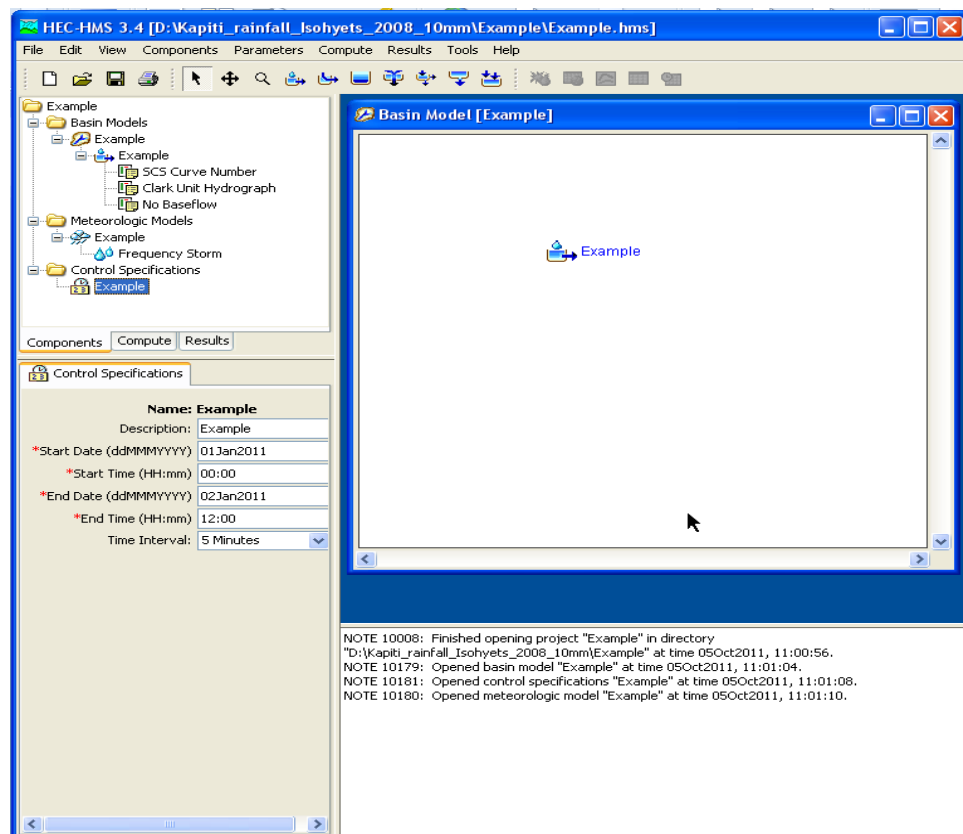 HEC-HMS 3.4 [D:\Kapiti_rainfall_Isohyets_2008_10mm\Example\Example.hms]
File Edit View Components Parameters Compute Results Tools Help
Example
Basin Models
Example
Example
SCS Curve Number
Clark Unit Hydrograph
No Baseflow
Meteorologic Models
Example
Frequency Storm
Control Specifications
Example
Components Compute Results
Control Specifications
Name: Example
Description: Example
*Start Date (ddMMMYYYY) 01Jan2011
*Start Time (HH:mm) 00:00
*End Date (ddMMMYYYY) 02Jan2011
*End Time (HH:mm) 12:00
Time Interval: 5 Minutes
Basin Model [Example]
Example
NOTE 10008: Finished opening project "Example" in directory
"D:\Kapiti_rainfall_Isohyets_2008_10mm\Example" at time 05Oct2011, 11:00:56.
NOTE 10179: Opened basin model "Example" at time 05Oct2011, 11:01:04.
NOTE 10181: Opened control specifications "Example" at time 05Oct2011, 11:01:08.
NOTE 10180: Opened meteorologic model "Example" at time 05Oct2011, 11:01:10.